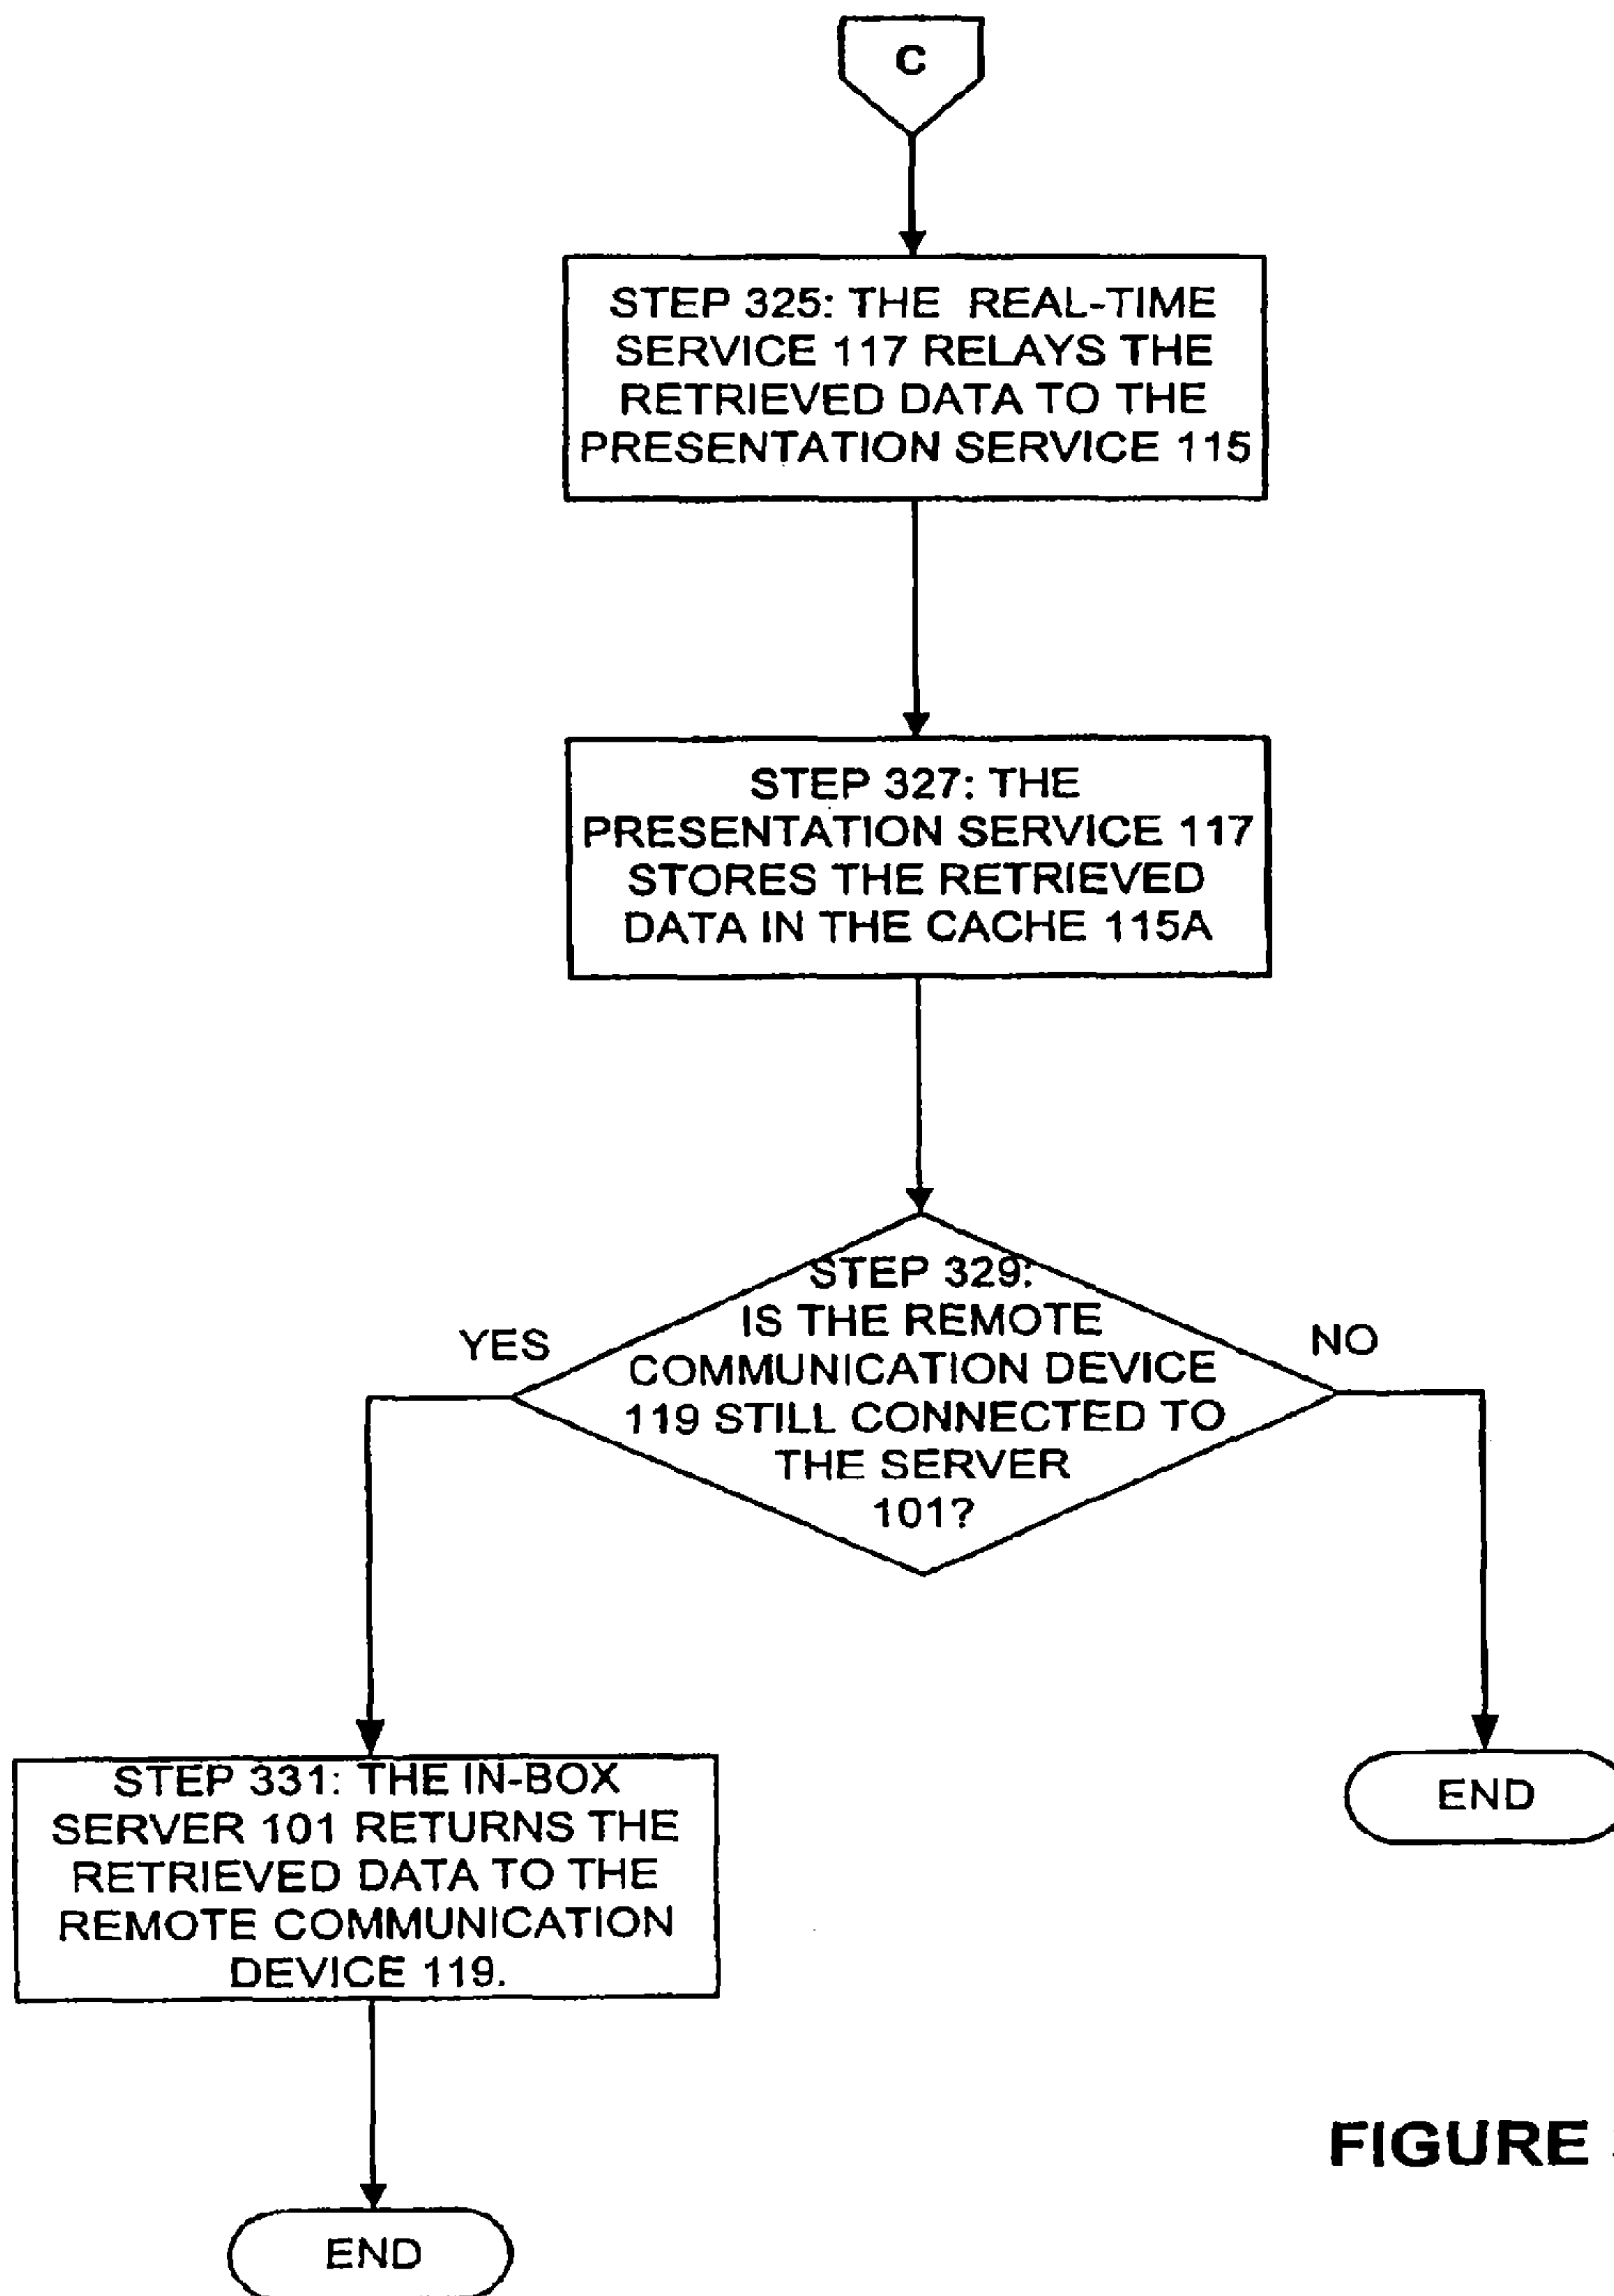 C
STEP 325: THE REAL-TIME
SERVICE 117 RELAYS THE
RETRIEVED DATA TO THE
PRESENTATION SERVICE 115
STEP 327: THE
PRESENTATION SERVICE 117
STORES THE RETRIEVED
DATA IN THE CACHE 115A
STEP 329:
IS THE REMOTE
COMMUNICATION DEVICE
119 STILL CONNECTED TO
THE SERVER
101?
YES
NO
STEP 331: THE IN-BOX
SERVER 101 RETURNS THE
RETRIEVED DATA TO THE
REMOTE COMMUNICATION
DEVICE 119.
END
END
FIGURE